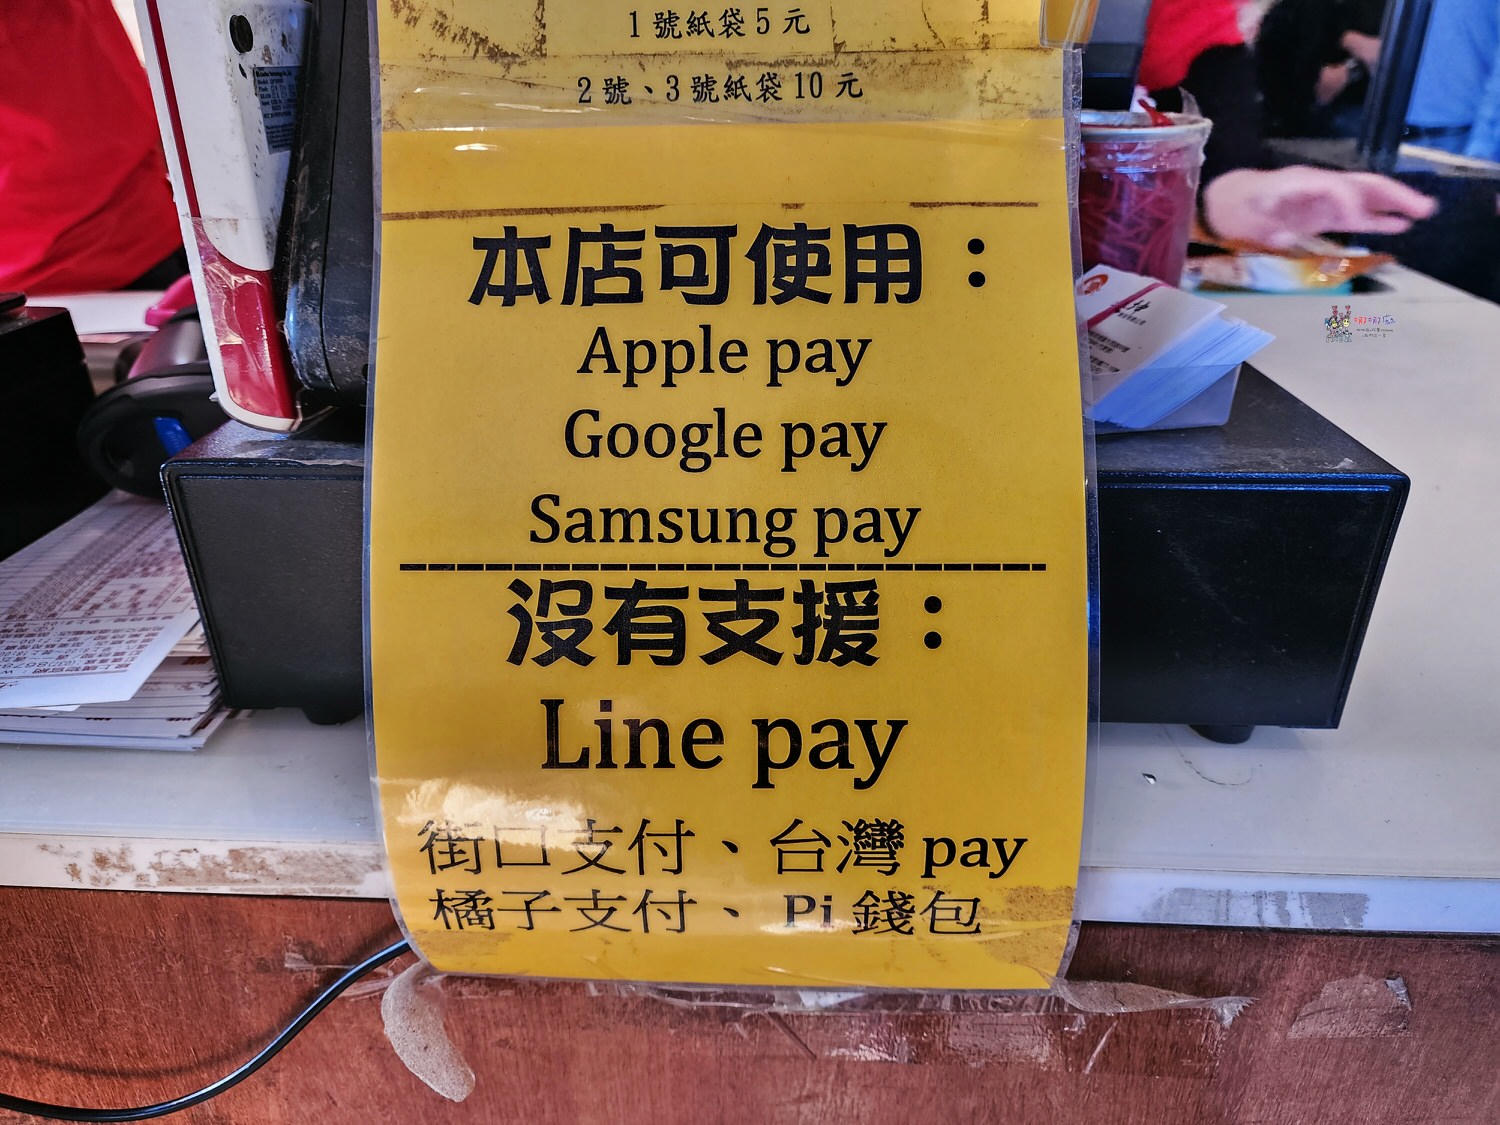 1號紙袋5元
2號、3號紙袋10元
本店可使用：
Apple pay
Google pay
Samsung pay
沒有支援：
Line pay
街口支付、台灣 pay
橘子支付、 Pi 錢包